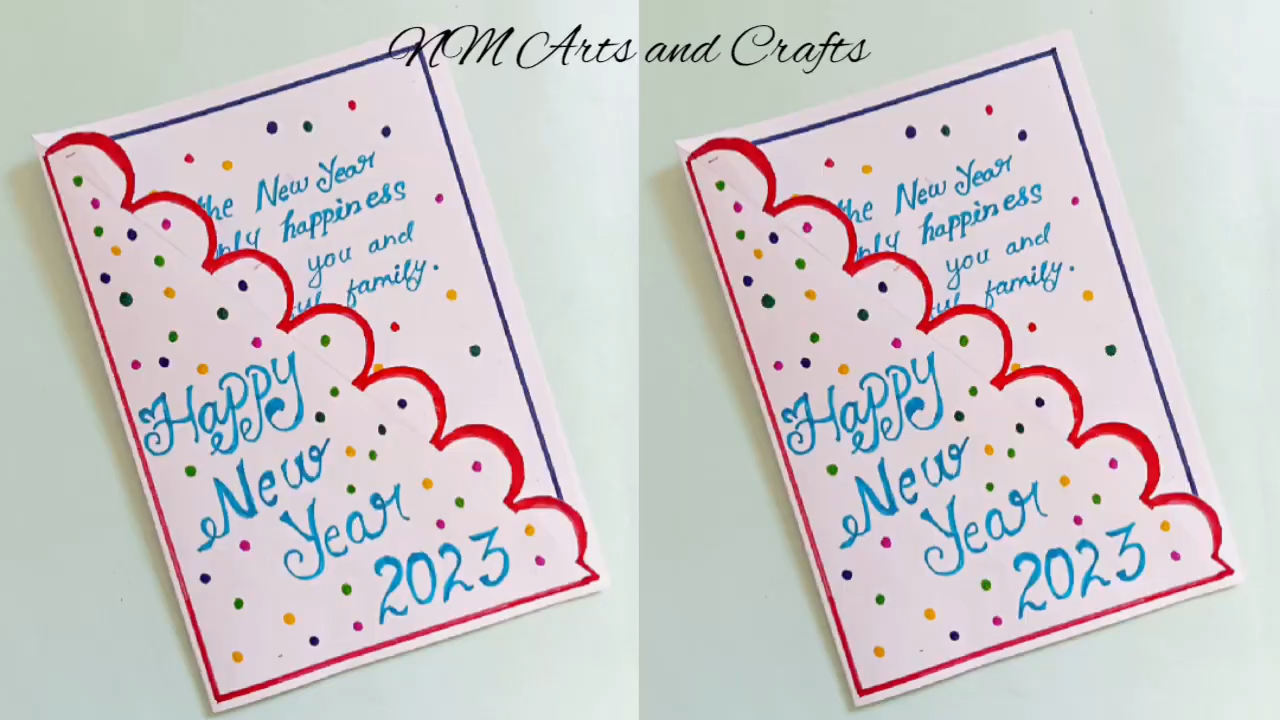 NM Arts and Crafts
the New Year
happiness
you and
family.
Happy
New
Year
2023
the New Year
happiness
you and
family.
Happy
New
Year
2023